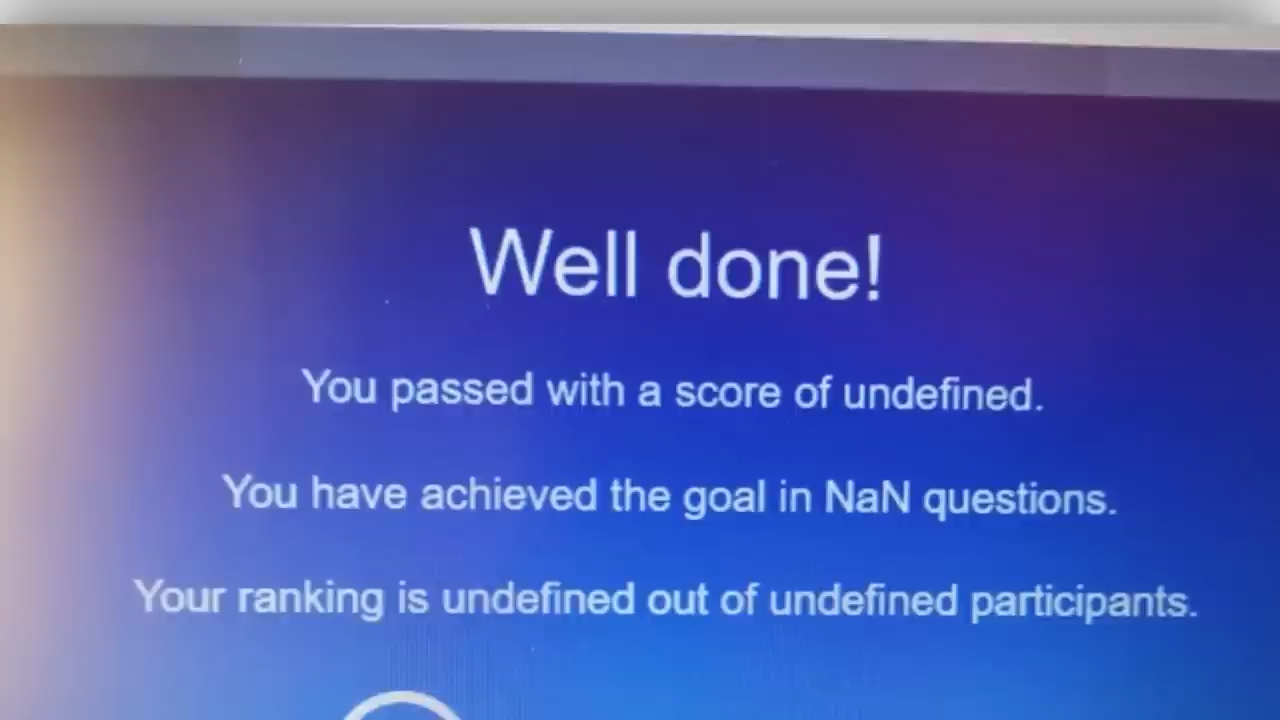 Well done!
You passed with a score of undefined.
You have achieved the goal in NaN questions.
Your ranking is undefined out of undefined participants.